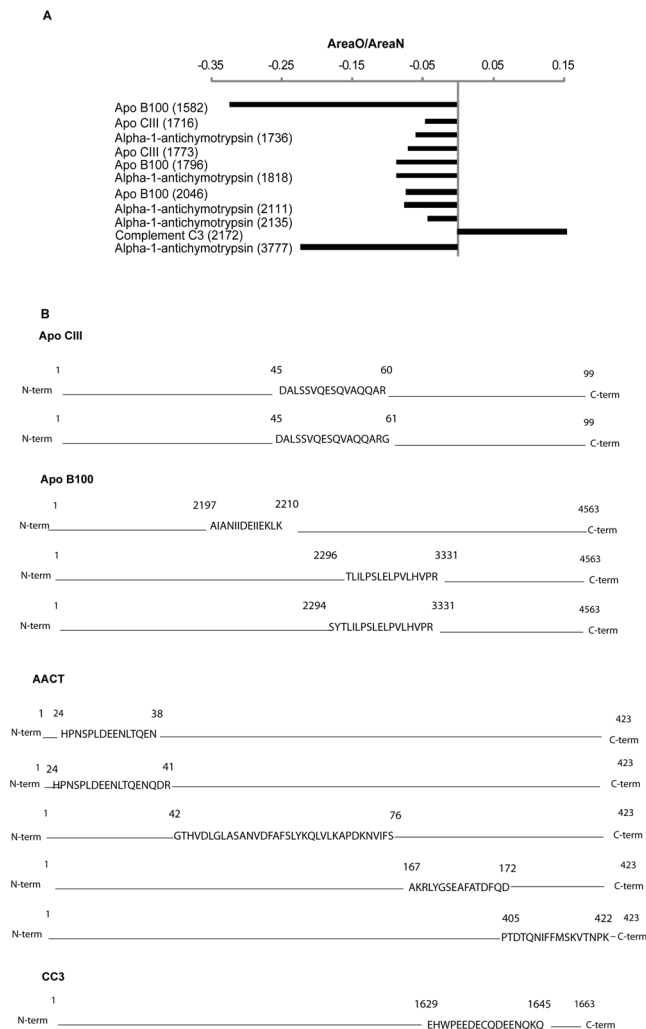 A
AreaO/AreaN
-0.35 -0.25 -0.15 -0.05 0.05 0.15
Apo B100 (1582)
Apo CIII (1716)
Alpha-1-antichymotrypsin (1736)
Apo CIII (1773)
Apo B100 (1796)
Alpha-1-antichymotrypsin (1818)
Apo B100 (2046)
Alpha-1-antichymotrypsin (2111)
Alpha-1-antichymotrypsin (2135)
Complement C3 (2172)
Alpha-1-antichymotrypsin (3777)
B
Apo CIII
1 45 60 99
N-term DALSSVQESQVAQQAR C-term
1 45 61 99
N-term DALSSVQESQVAQQARG C-term
Apo B100
1 2197 2210 4563
N-term AIANIIDEIIEKLK C-term
1 2296 3331 4563
N-term TLILPSLELPVLHVPR C-term
1 2294 3331 4563
N-term SYTLILPSLELPVLHVPR C-term
AACT
1 24 38 423
N-term HPNSPLDEENLTQEN C-term
1 24 41 423
N-term HPNSPLDEENLTQENQDR C-term
1 42 76 423
N-term GTHVDLGLASANVDFAFSLYKQLVLKAPDKNVIFS C-term
1 167 172 423
N-term AKRLYGSEAFATDFQD C-term
1 405 422 423
N-term PTDTQNIFFMSKVTNPK C-term
CC3
1 1629 1645 1663
N-term EHWPEEDECQDEENQKQ C-term